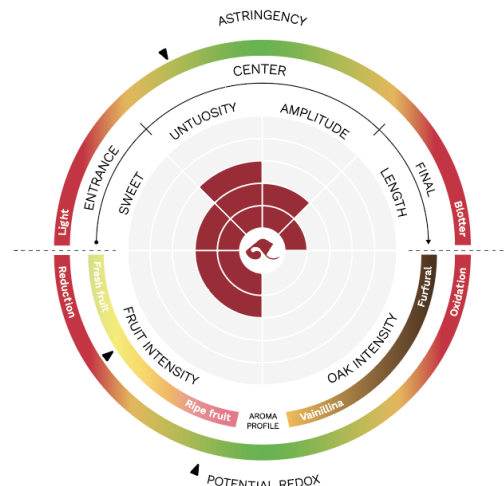 ASTRINGENCY
CENTER
UNTUOSITY
AMPLITUDE
ENTRANCE
SWEET
LENGTH
FINAL
Light
Blotter
Reduction
Fresh fruit
Furfural
Oxidation
FRUIT INTENSITY
OAK INTENSITY
Ripe fruit
AROMA
PROFILE
Vainillina
POTENTIAL REDOX